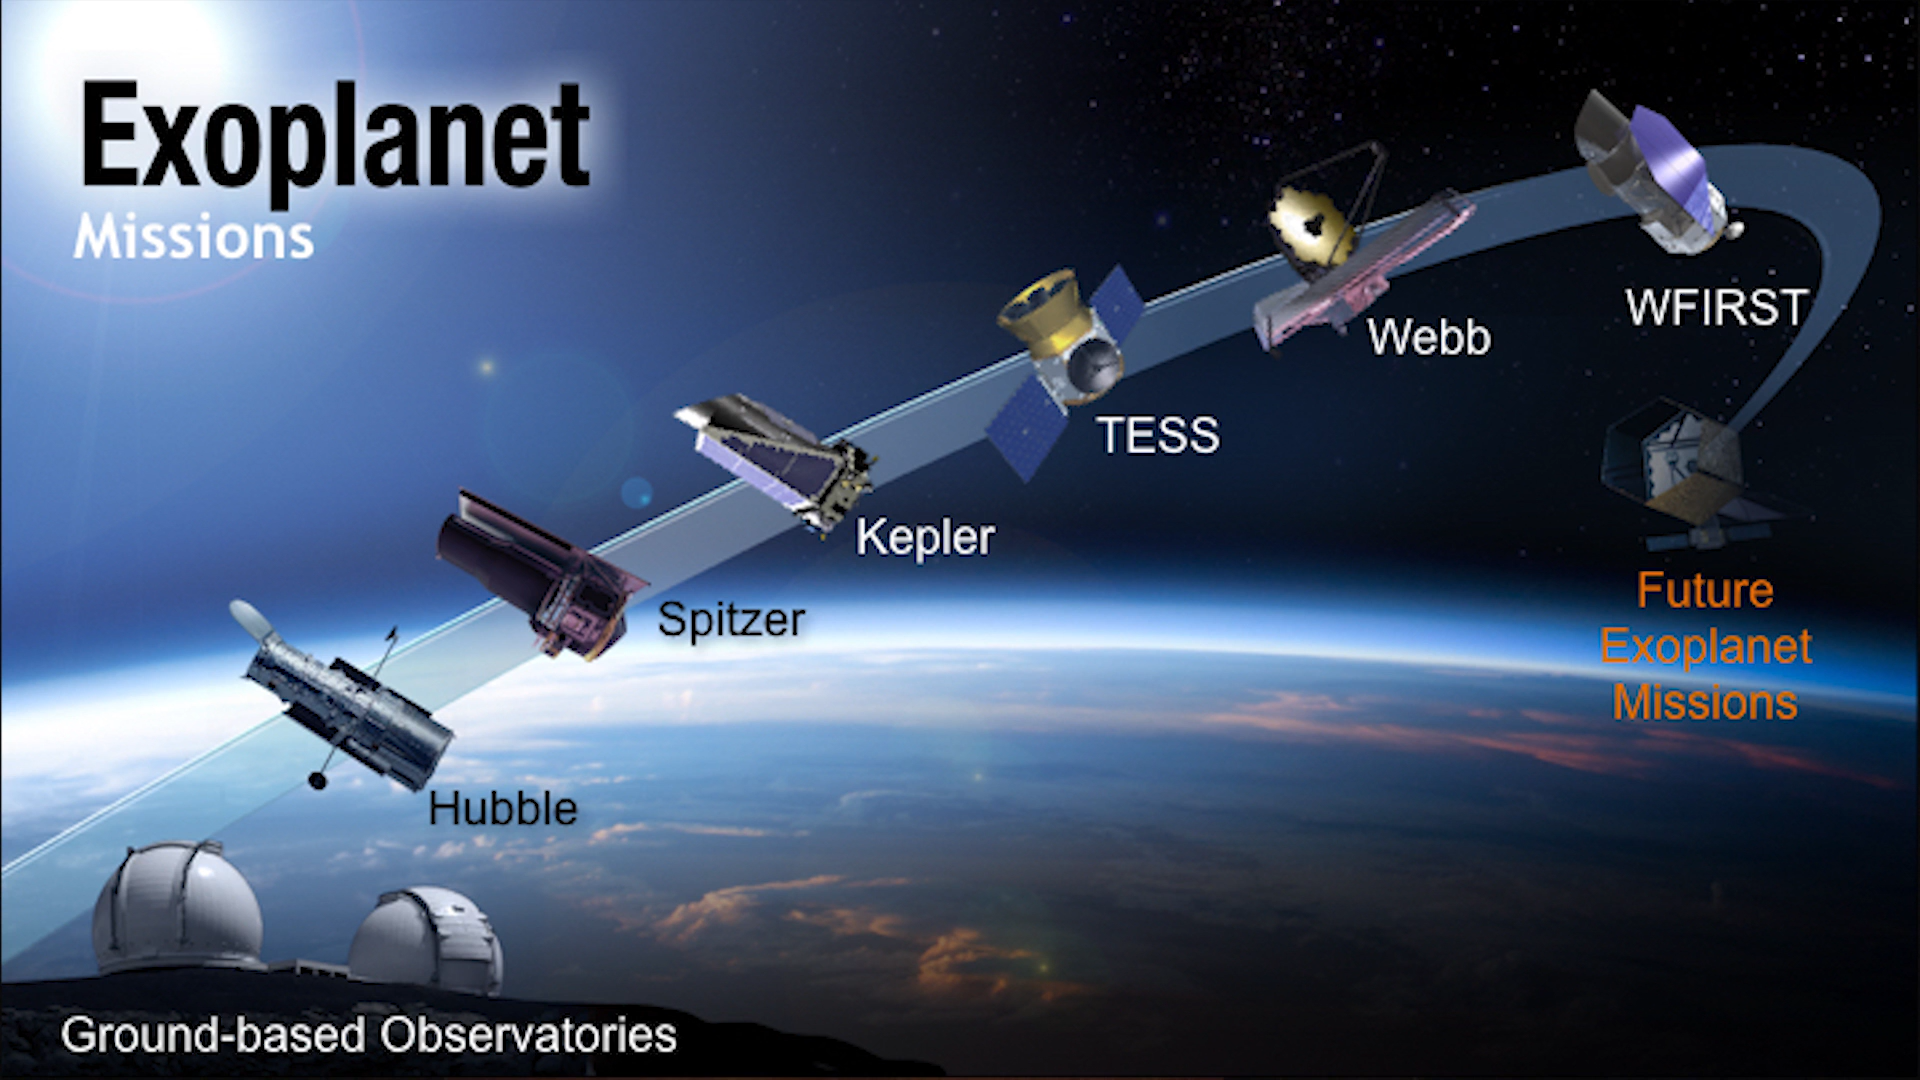 Exoplanet
Missions
WFIRST
Webb
TESS
Kepler
Future
Exoplanet
Missions
Spitzer
Hubble
Ground-based Observatories